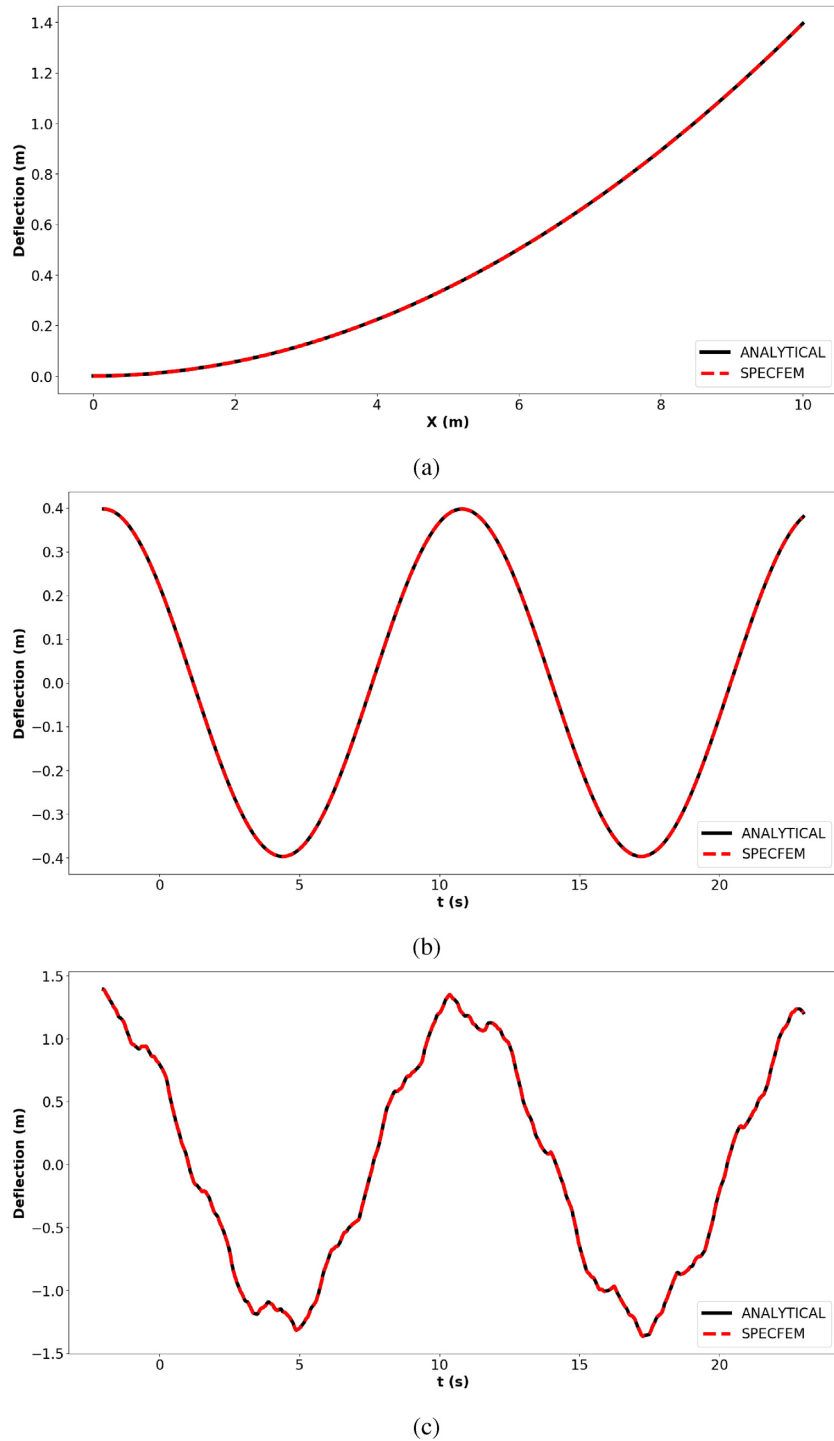 1.4
1.2
1.0
0.8
0.6
0.4
0.2
0.0
Deflection (m)
ANALYTICAL
SPECFEM
0 2 4 6 8 10
X (m)
(a)
0.4
0.3
0.2
0.1
0.0
−0.1
−0.2
−0.3
−0.4
Deflection (m)
ANALYTICAL
SPECFEM
0 5 10 15 20
t (s)
(b)
1.5
1.0
0.5
0.0
−0.5
−1.0
−1.5
Deflection (m)
ANALYTICAL
SPECFEM
0 5 10 15 20
t (s)
(c)